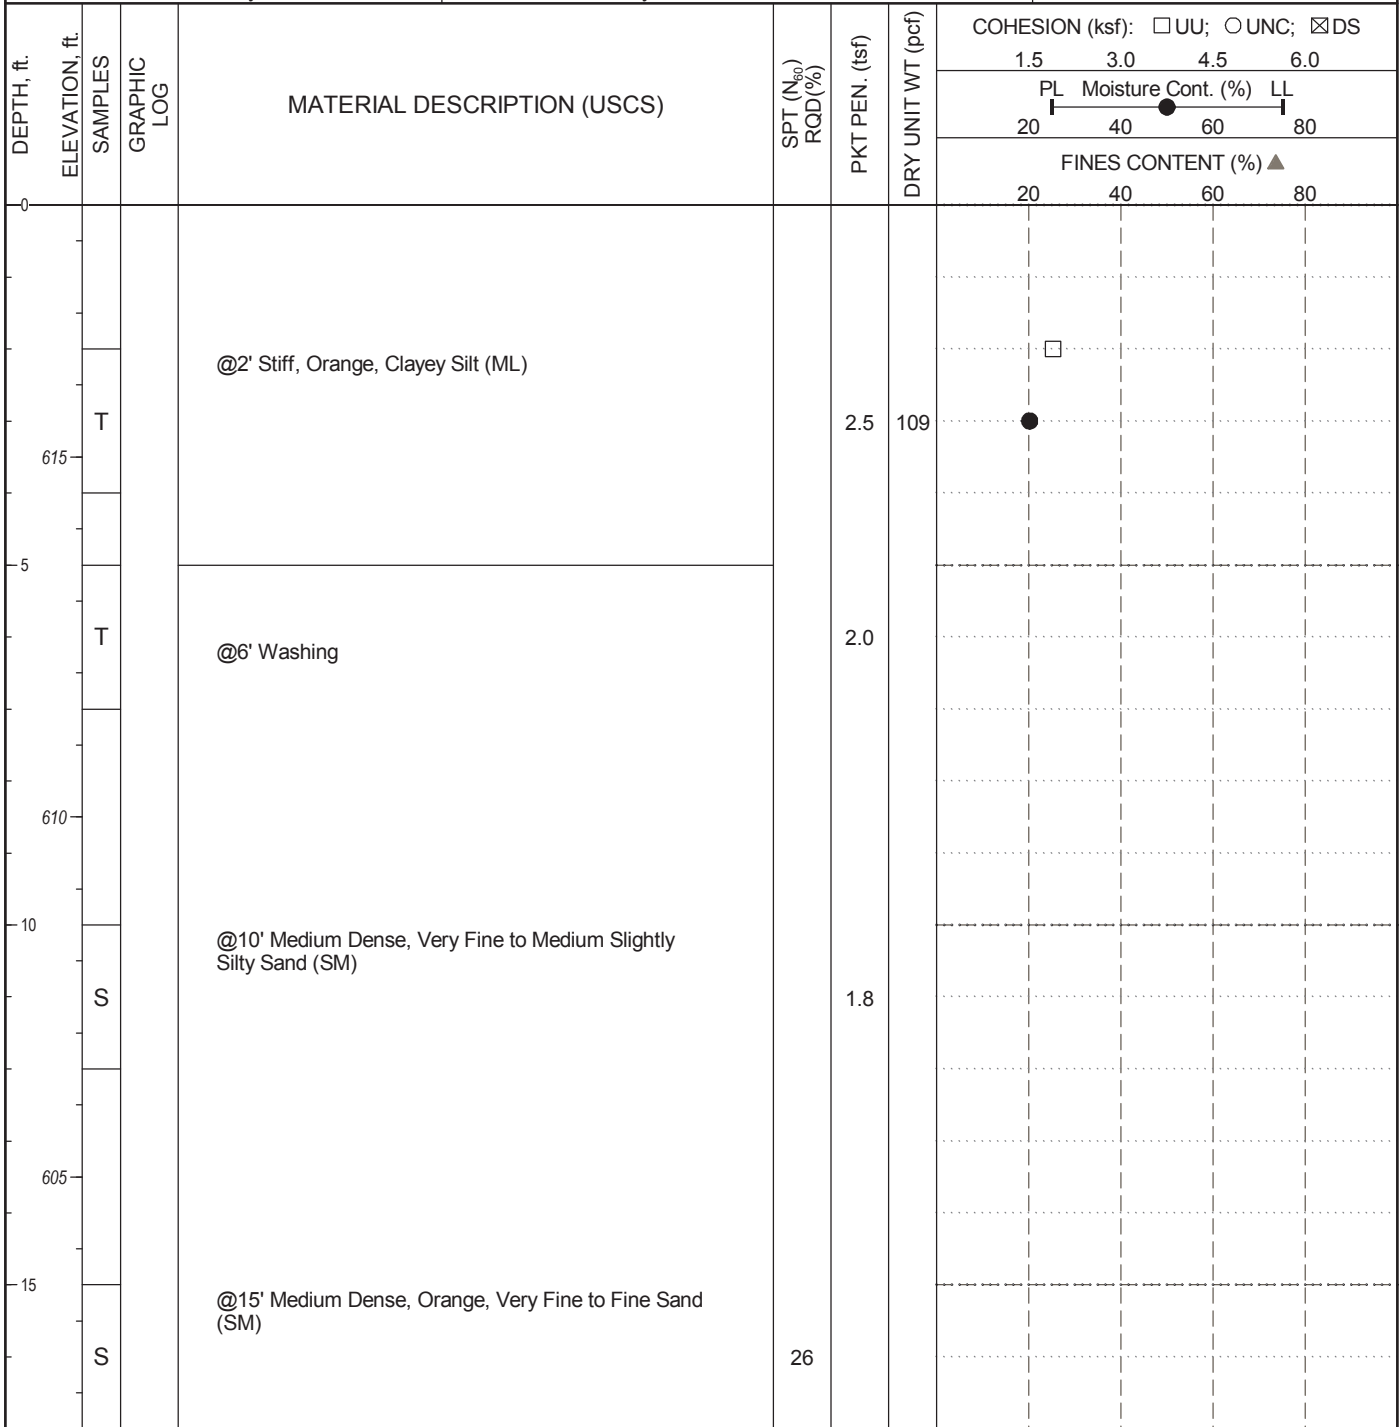 DEPTH, ft.
ELEVATION, ft.
SAMPLES
GRAPHIC
LOG
MATERIAL DESCRIPTION (USCS)
SPT (N60)
RQD(%)
PKT PEN. (tsf)
DRY UNIT WT (pcf)
COHESION (ksf): UU; UNC; DS
1.5 3.0 4.5 6.0
PL Moisture Cont. (%) LL
20 40 60 80
FINES CONTENT (%)
20 40 60 80
0
@2' Stiff, Orange, Clayey Silt (ML)
T 2.5 109
615
5
T 2.0
@6' Washing
610
10
@10' Medium Dense, Very Fine to Medium Slightly
Silty Sand (SM)
S 1.8
605
15
@15' Medium Dense, Orange, Very Fine to Fine Sand
(SM)
S 26